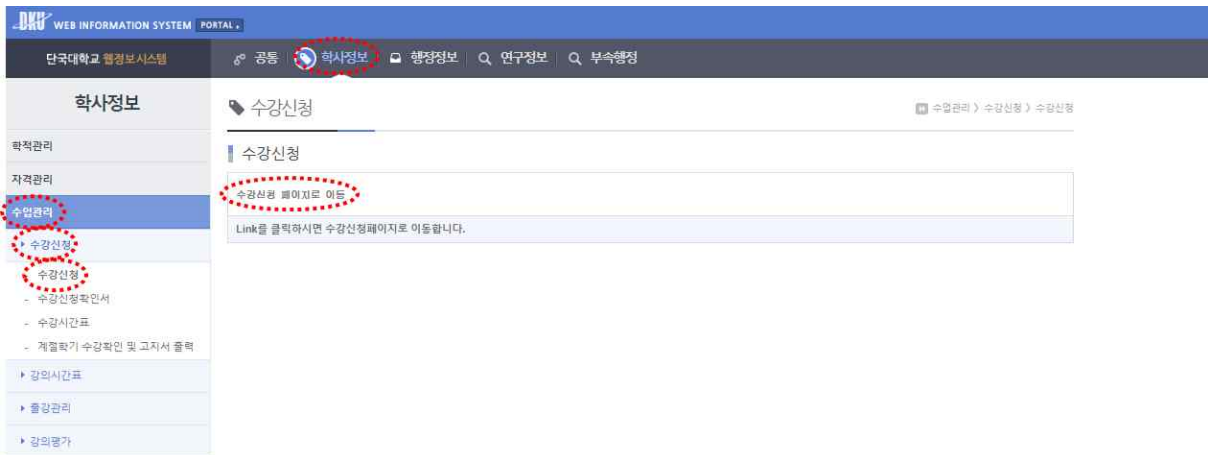 DKU WEB INFORMATION SYSTEM PORTAL
단국대학교 웹정보시스템
공통 학사정보 행정정보 연구정보 부속행정
학사정보
학적관리
자격관리
수업관리
수강신청
- 수강신청
- 수강신청확인서
- 수강시간표
- 계절학기 수강확인 및 고지서 출력
강의시간표
출강관리
강의평가
수강신청
수업관리 〉 수강신청 〉 수강신청
수강신청
수강신청 페이지로 이동
Link를 클릭하시면 수강신청페이지로 이동합니다.